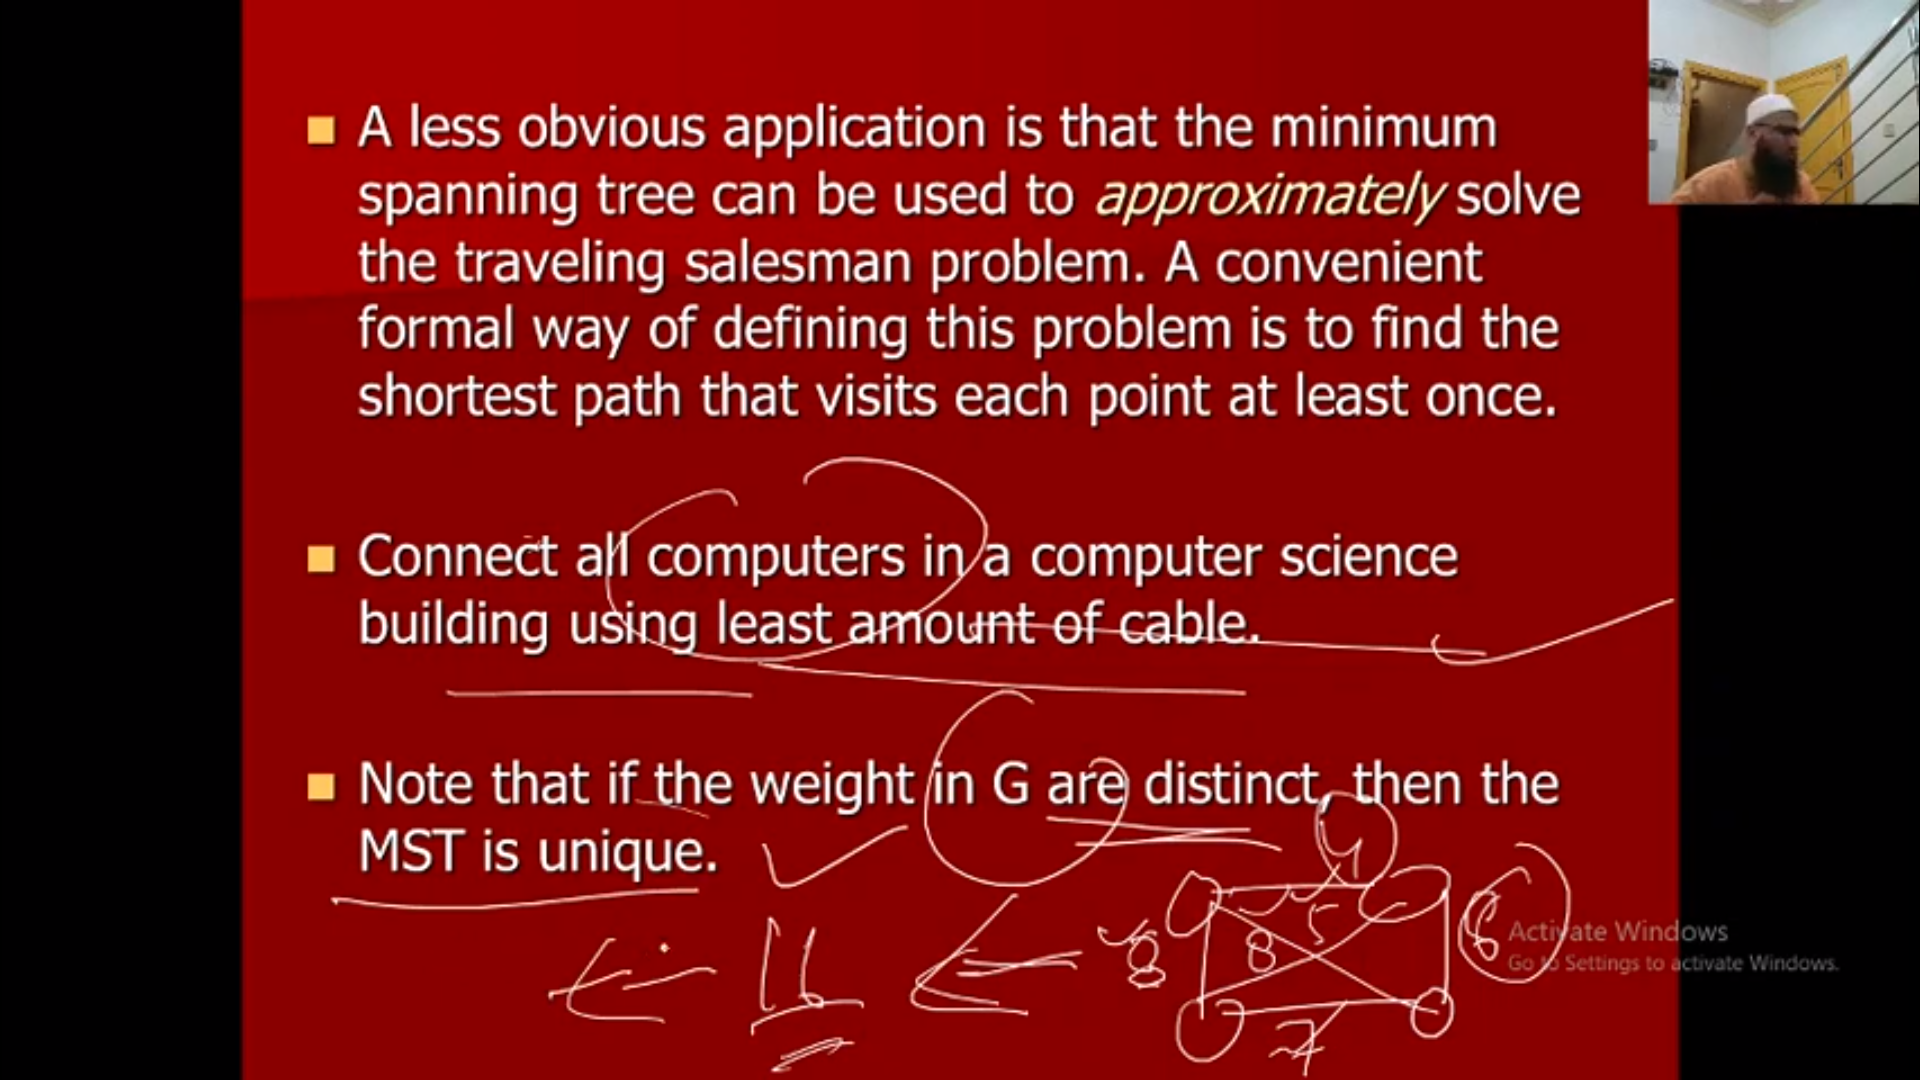 A less obvious application is that the minimum
spanning tree can be used to approximately solve
the traveling salesman problem. A convenient
formal way of defining this problem is to find the
shortest path that visits each point at least once.
Connect all computers in a computer science
building using least amount of cable.
Note that if the weight in G are distinct, then the
MST is unique.
4
5
8
8
6
7
16
Activate Windows
Go to Settings to activate Windows.